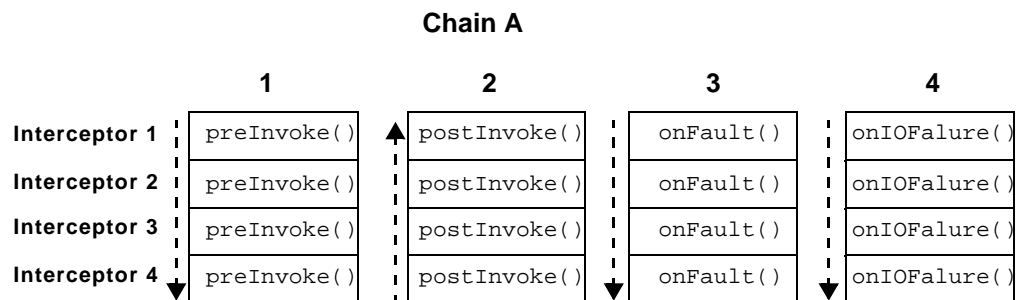 Chain A
1 2 3 4
Interceptor 1 preInvoke() postInvoke() onFault() onIOFalure()
Interceptor 2 preInvoke() postInvoke() onFault() onIOFalure()
Interceptor 3 preInvoke() postInvoke() onFault() onIOFalure()
Interceptor 4 preInvoke() postInvoke() onFault() onIOFalure()